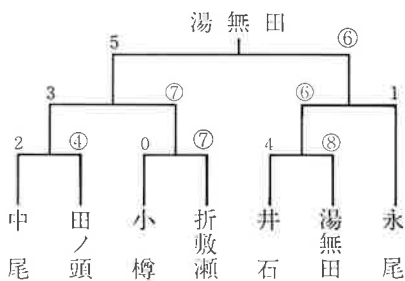 湯無田
5 ⑥
3 ⑦ ⑥ 1
2 ④ 0 ⑦ 4 ⑧
中尾
田ノ頭
小樽
折敷瀬
井石
湯無田
永尾